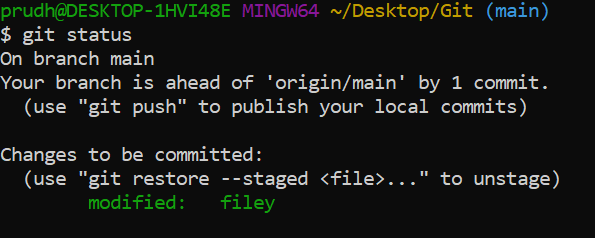 prudh@DESKTOP-1HVI48E MINGW64 ~/Desktop/Git (main)
$ git status
On branch main
Your branch is ahead of 'origin/main' by 1 commit.
  (use "git push" to publish your local commits)

Changes to be committed:
  (use "git restore --staged <file>..." to unstage)
        modified:   filey